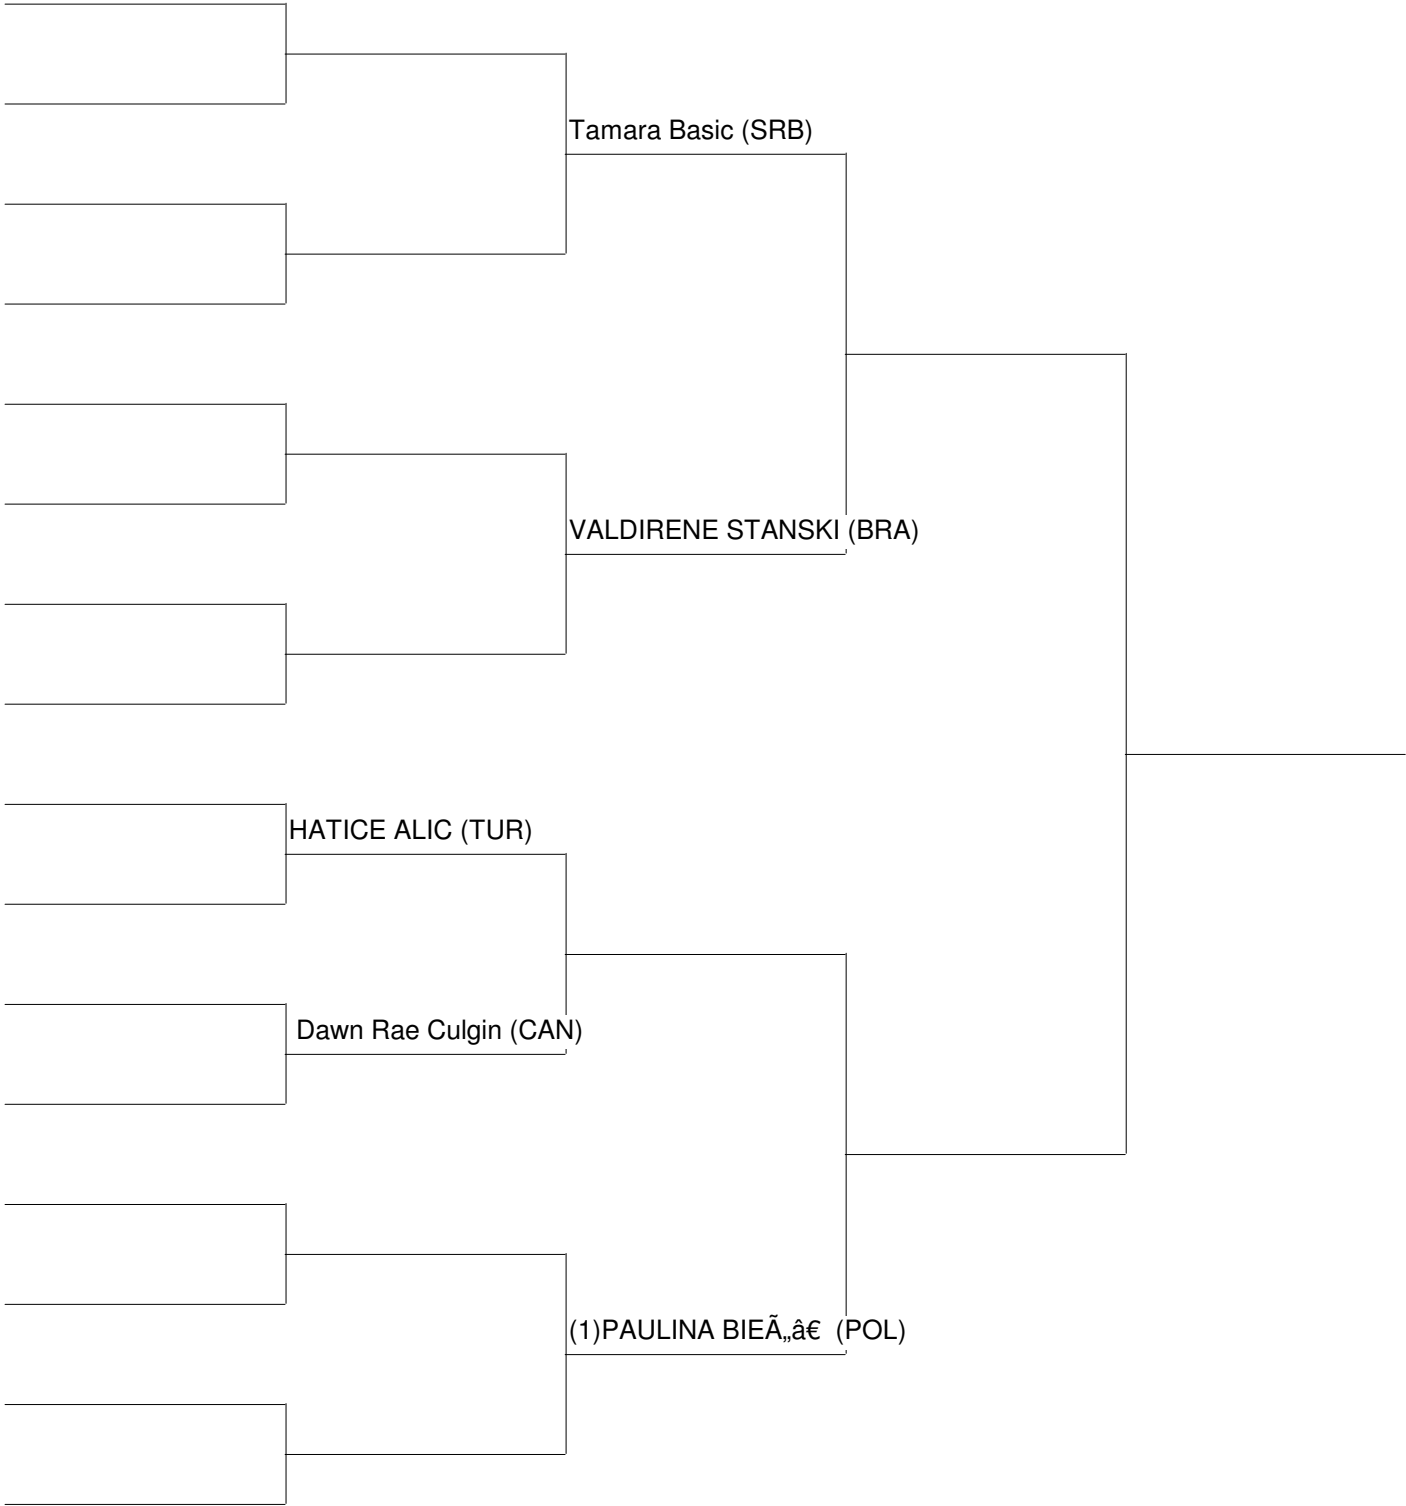 Tamara Basic (SRB)
VALDIRENE STANSKI (BRA)
HATICE ALIC (TUR)
Dawn Rae Culgin (CAN)
(1)PAULINA BIEÃ„â€ (POL)